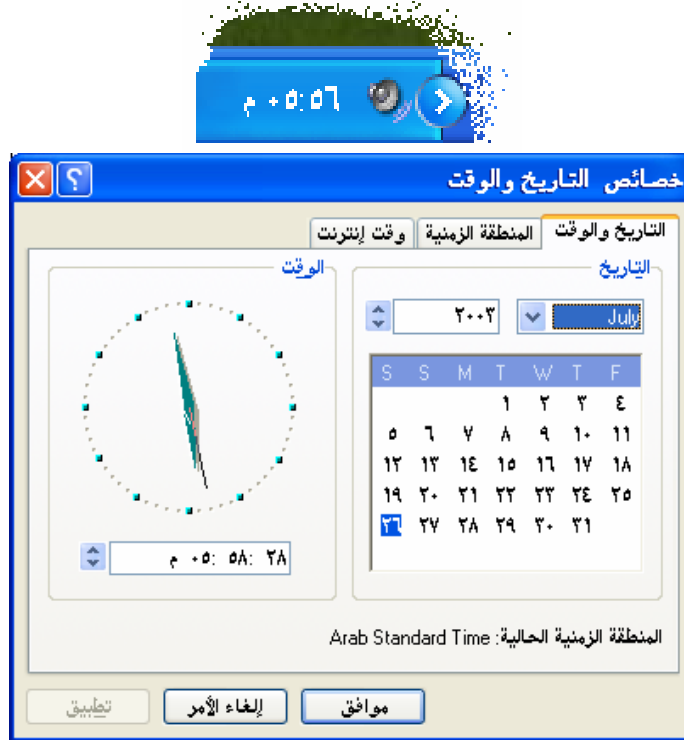 ٠٥:٥٦ م
خصائص التاريخ والوقت
التاريخ والوقت المنطقة الزمنية وقت إنترنت
التاريخ
July ٢٠٠٣
S S M T W T F
١ ٢ ٣ ٤
٥ ٦ ٧ ٨ ٩ ١٠ ١١
١٢ ١٣ ١٤ ١٥ ١٦ ١٧ ١٨
١٩ ٢٠ ٢١ ٢٢ ٢٣ ٢٤ ٢٥
٢٦ ٢٧ ٢٨ ٢٩ ٣٠ ٣١
الوقت
٠٥: ٥٨: ٢٨ م
المنطقة الزمنية الحالية: Arab Standard Time
موافق إلغاء الأمر تطبيق